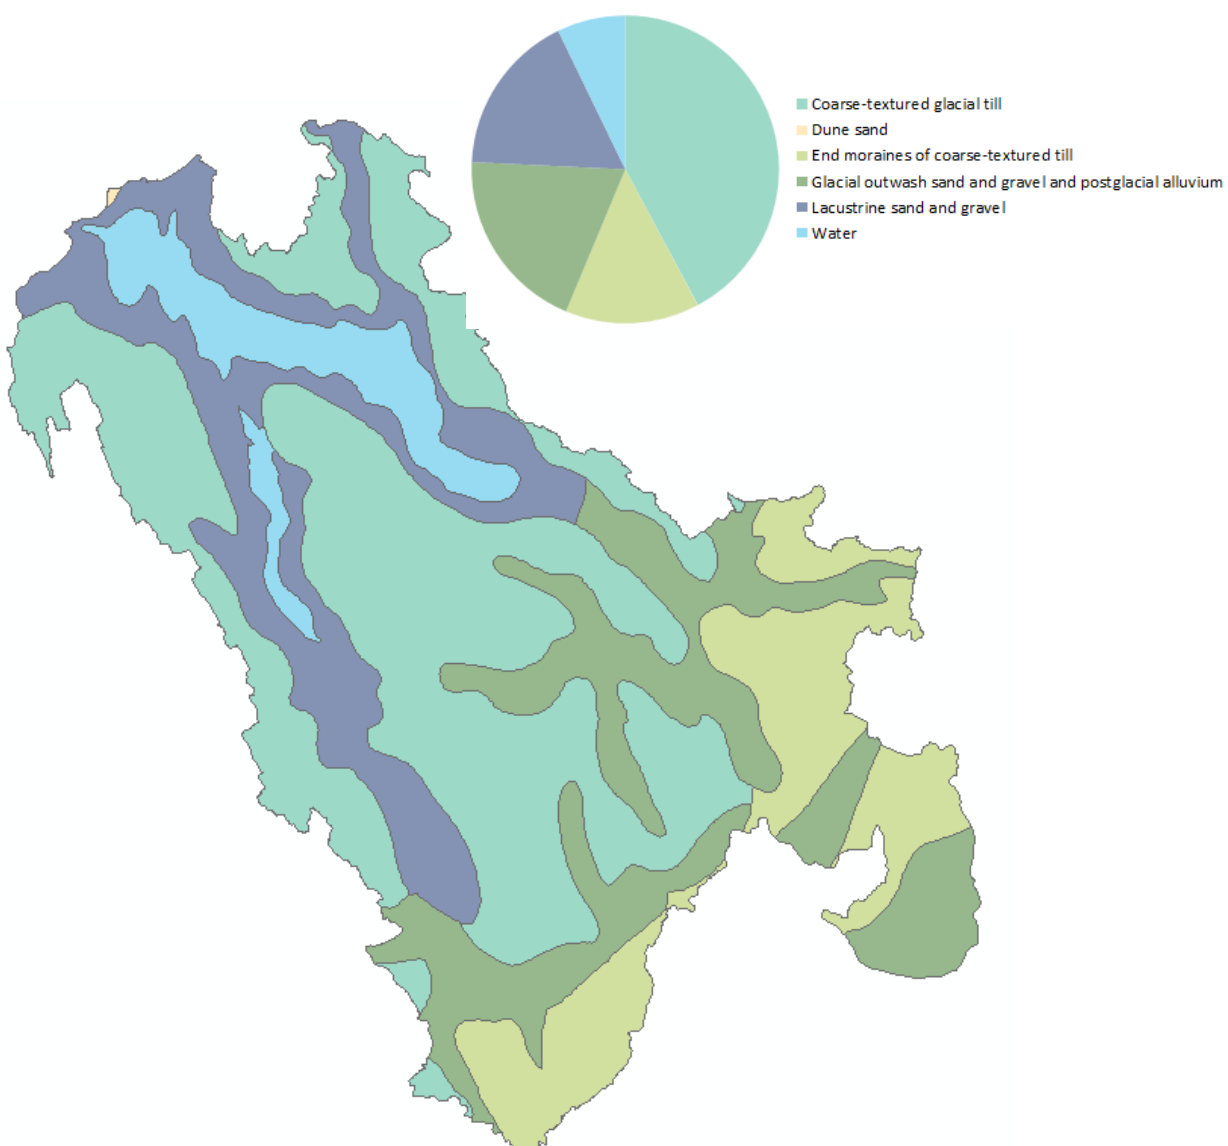 Coarse-textured glacial till
Dune sand
End moraines of coarse-textured till
Glacial outwash sand and gravel and postglacial alluvium
Lacustrine sand and gravel
Water